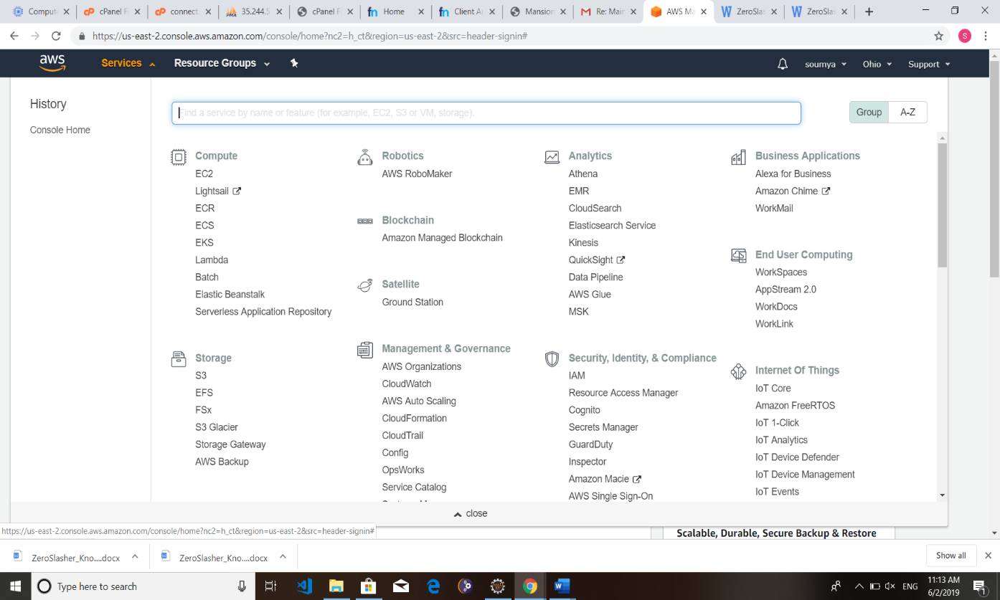 Comput
cPanel F
connect.
35.244.5
cPanel F
Home
Client A
Mansion
Re: Main
AWS Ma
ZeroSlas
ZeroSlas
https://us-east-2.console.aws.amazon.com/console/home?nc2=h_ct&region=us-east-2&src=header-signin#
S
aws
Services
Resource Groups
soumya
Ohio
Support
History
Console Home
Find a service by name or feature (for example, EC2, S3 or VM, storage).
Group
A-Z
Compute
EC2
Lightsail
ECR
ECS
EKS
Lambda
Batch
Elastic Beanstalk
Serverless Application Repository
Storage
S3
EFS
FSx
S3 Glacier
Storage Gateway
AWS Backup
Robotics
AWS RoboMaker
Blockchain
Amazon Managed Blockchain
Satellite
Ground Station
Management & Governance
AWS Organizations
CloudWatch
AWS Auto Scaling
CloudFormation
CloudTrail
Config
OpsWorks
Service Catalog
Analytics
Athena
EMR
CloudSearch
Elasticsearch Service
Kinesis
QuickSight
Data Pipeline
AWS Glue
MSK
Security, Identity, & Compliance
IAM
Resource Access Manager
Cognito
Secrets Manager
GuardDuty
Inspector
Amazon Macie
AWS Single Sign-On
Business Applications
Alexa for Business
Amazon Chime
WorkMail
End User Computing
WorkSpaces
AppStream 2.0
WorkDocs
WorkLink
Internet Of Things
IoT Core
Amazon FreeRTOS
IoT 1-Click
IoT Analytics
IoT Device Defender
IoT Device Management
IoT Events
close
https://us-east-2.console.aws.amazon.com/console/home?nc2=h_ct&region=us-east-2&src=header-signin#
Scalable, Durable, Secure Backup & Restore
ZeroSlasher_Kno....docx
ZeroSlasher_Kno....docx
Show all
Type here to search
ENG
11:13 AM
6/2/2019
1